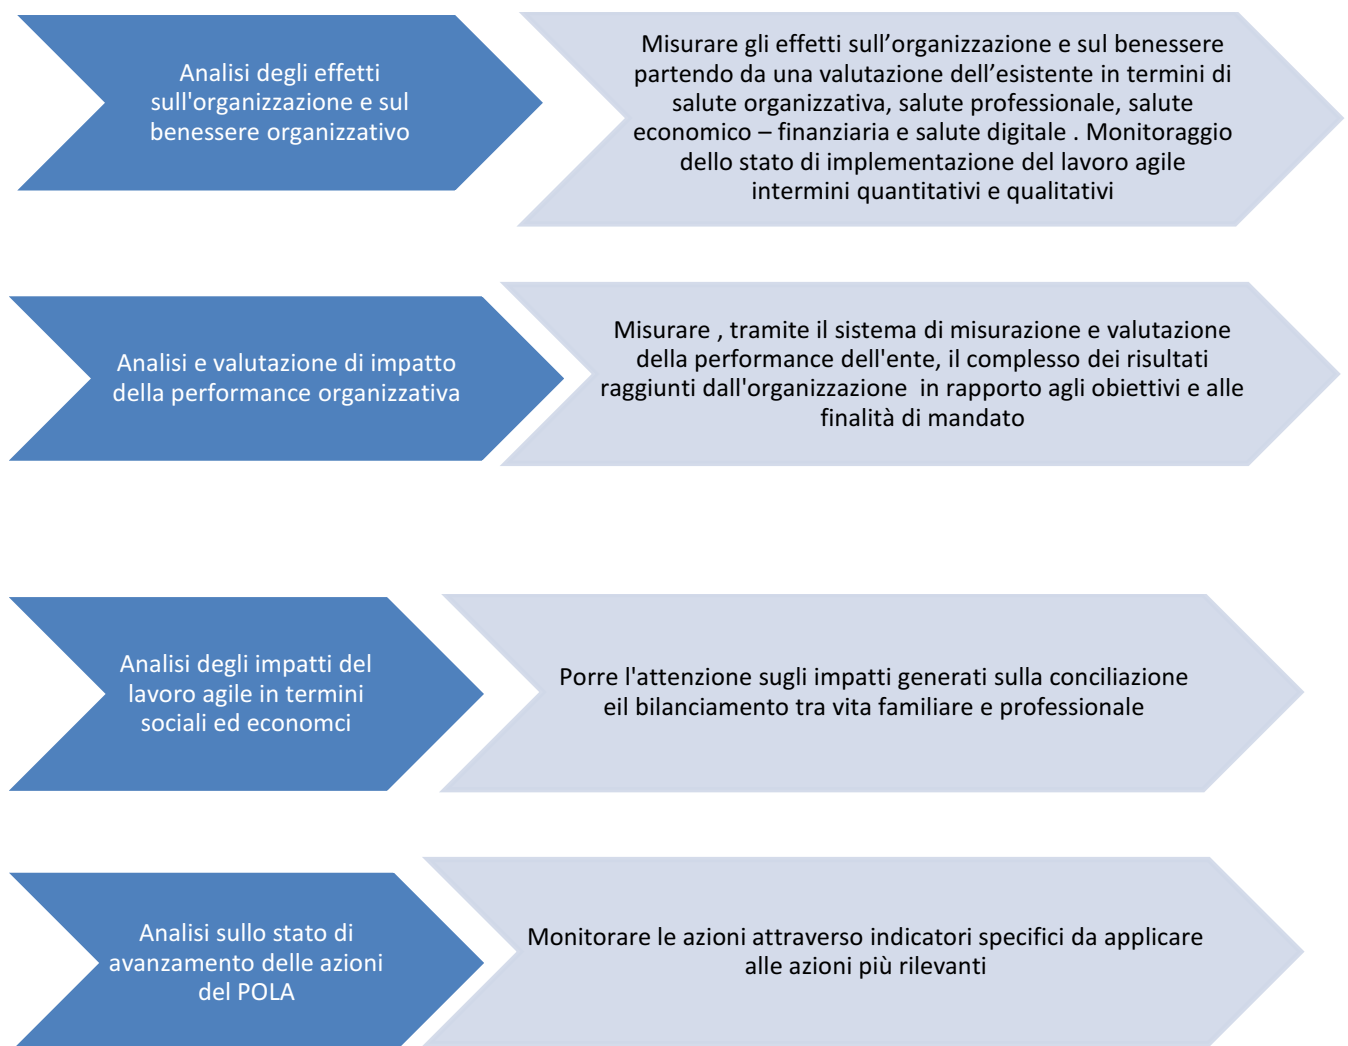 Analisi degli effetti
sull'organizzazione e sul
benessere organizzativo
Misurare gli effetti sull’organizzazione e sul benessere
partendo da una valutazione dell’esistente in termini di
salute organizzativa, salute professionale, salute
economico – finanziaria e salute digitale . Monitoraggio
dello stato di implementazione del lavoro agile
intermini quantitativi e qualitativi
Analisi e valutazione di impatto
della performance organizzativa
Misurare , tramite il sistema di misurazione e valutazione
della performance dell'ente, il complesso dei risultati
raggiunti dall'organizzazione  in rapporto agli obiettivi e alle
finalità di mandato
Analisi degli impatti del
lavoro agile in termini
sociali ed economci
Porre l'attenzione sugli impatti generati sulla conciliazione
eil bilanciamento tra vita familiare e professionale
Analisi sullo stato di
avanzamento delle azioni
del POLA
Monitorare le azioni attraverso indicatori specifici da applicare
alle azioni più rilevanti